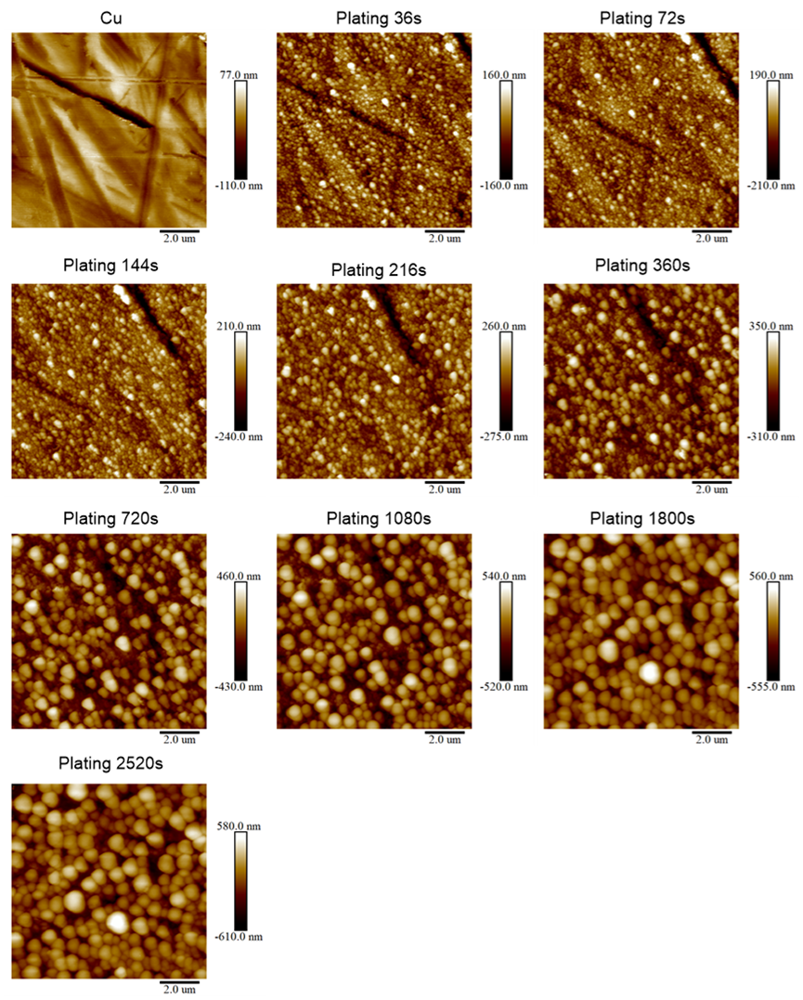 Cu
Plating 36s
Plating 72s
77.0 nm
160.0 nm
190.0 nm
-110.0 nm
-160.0 nm
-210.0 nm
2.0 um
2.0 um
2.0 um
Plating 144s
Plating 216s
Plating 360s
210.0 nm
260.0 nm
350.0 nm
-240.0 nm
-275.0 nm
-310.0 nm
2.0 um
2.0 um
2.0 um
Plating 720s
Plating 1080s
Plating 1800s
460.0 nm
540.0 nm
560.0 nm
-430.0 nm
-520.0 nm
-555.0 nm
2.0 um
2.0 um
2.0 um
Plating 2520s
580.0 nm
-610.0 nm
2.0 um